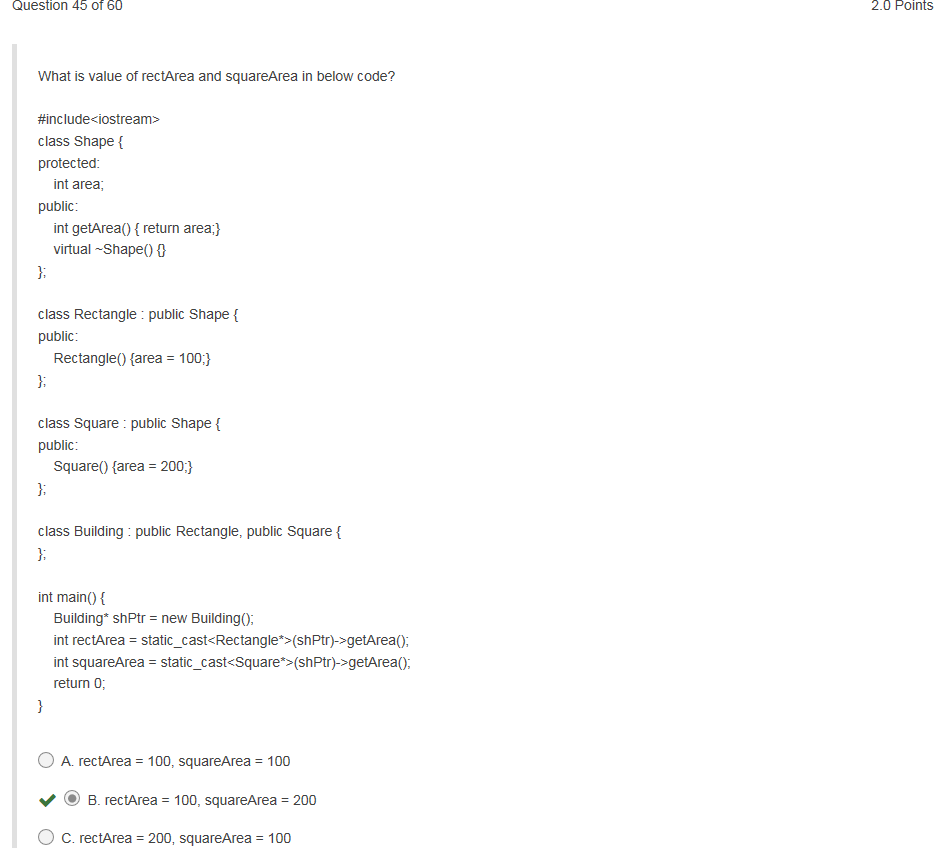 Question 45 of 60
2.0 Points
What is value of rectArea and squareArea in below code?
#include<iostream>
class Shape {
protected:
    int area;
public:
    int getArea() { return area;}
    virtual ~Shape() {}
};
class Rectangle : public Shape {
public:
    Rectangle() {area = 100;}
};
class Square : public Shape {
public:
    Square() {area = 200;}
};
class Building : public Rectangle, public Square {
};
int main() {
    Building* shPtr = new Building();
    int rectArea = static_cast<Rectangle*>(shPtr)->getArea();
    int squareArea = static_cast<Square*>(shPtr)->getArea();
    return 0;
}
A. rectArea = 100, squareArea = 100
B. rectArea = 100, squareArea = 200
C. rectArea = 200, squareArea = 100